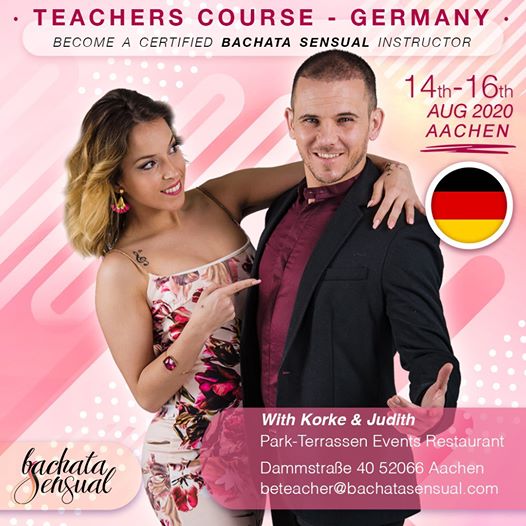 · TEACHERS COURSE - GERMANY ·
BECOME A CERTIFIED BACHATA SENSUAL INSTRUCTOR
14th-16th
AUG 2020
AACHEN
With Korke & Judith
Park-Terrassen Events Restaurant
Dammstraße 40 52066 Aachen
beteacher@bachatasensual.com
bachata
Sensual